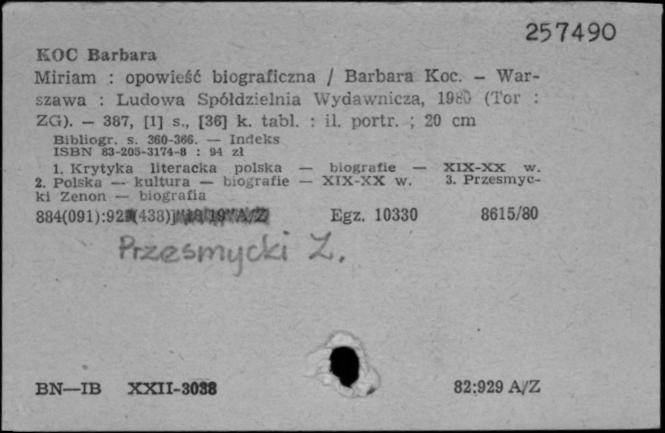 257490
KOC Barbara
Miriam : opowieść biograficzna / Barbara Koc. – War-
szawa : Ludowa Spółdzielnia Wydawnicza, 1980 (Tor :
ZG). – 387, [1] s., [36] k. tabl. : il. portr. ; 20 cm
Bibliogr. s. 360-366. — Indeks
ISBN 83-205-3174-8 : 94 zł
1. Krytyka literacka polska — biografie — XIX-XX w.
2. Polska — kultura — biografie — XIX-XX w. 3. Przesmyc-
ki Zenon — biografia
884(091):92 (438) A/Z Egz. 10330 8615/80
Przesmycki Z.
BN—IB XXII-3038 82:929 A/Z